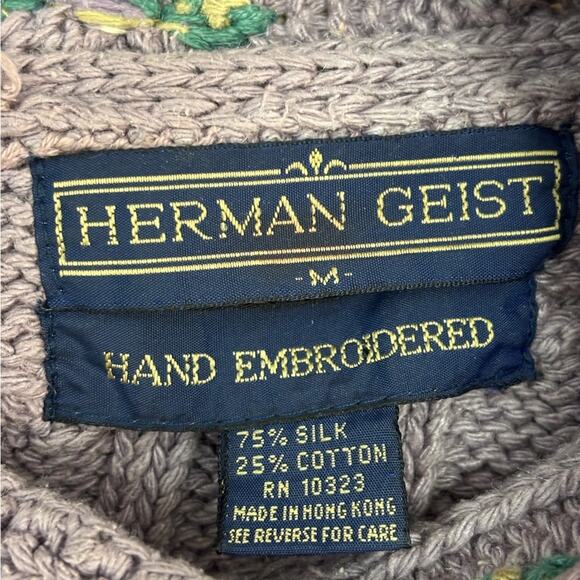 HERMAN GEIST
-M-
HAND EMBROIDERED
75% SILK
25% COTTON
RN 10323
MADE IN HONG KONG
SEE REVERSE FOR CARE